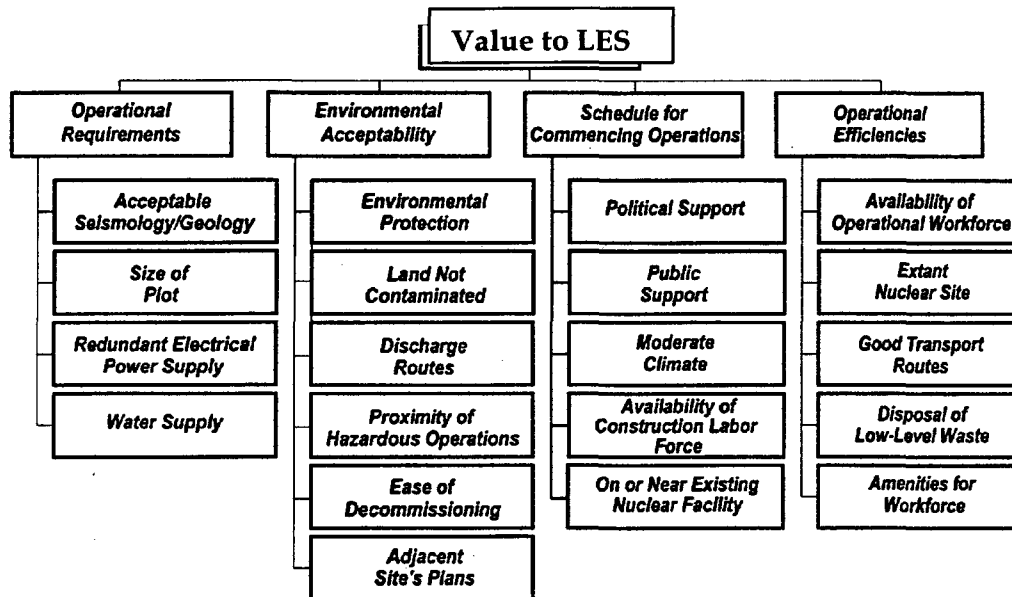 Value to LES
Operational
Requirements
Acceptable
Seismology/Geology
Size of
Plot
Redundant Electrical
Power Supply
Water Supply
Environmental
Acceptability
Environmental
Protection
Land Not
Contaminated
Discharge
Routes
Proximity of
Hazardous Operations
Ease of
Decommissioning
Adjacent
Site's Plans
Schedule for
Commencing Operations
Political Support
Public
Support
Moderate
Climate
Availability of
Construction Labor
Force
On or Near Existing
Nuclear Facility
Operational
Efficiencies
Availability of
Operational Workforce
Extant
Nuclear Site
Good Transport
Routes
Disposal of
Low-Level Waste
Amenities for
Workforce